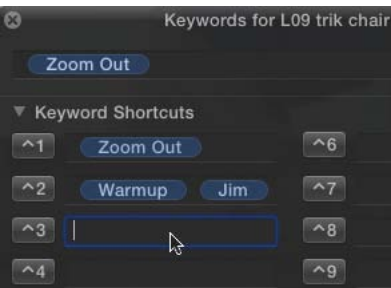 Keywords for L09 trik chair
Zoom Out
▼ Keyword Shortcuts
^1 Zoom Out ^6
^2 Warmup Jim ^7
^3 ^8
^4 ^9